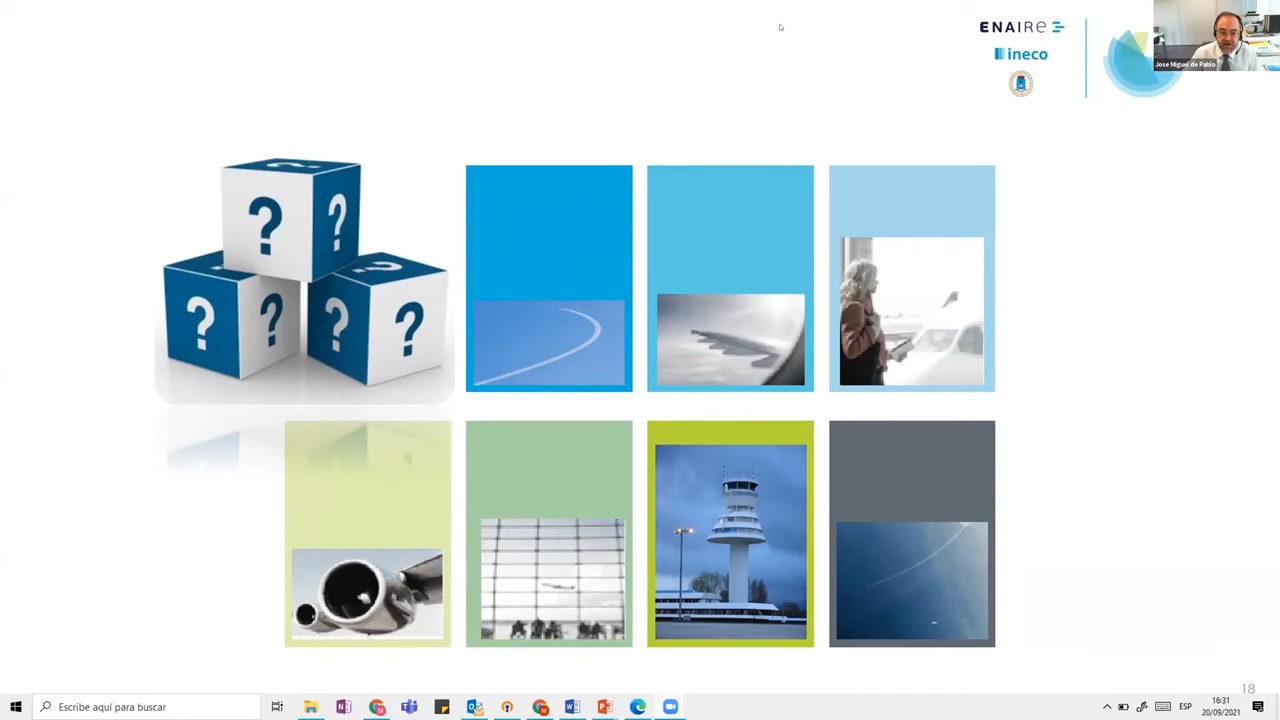 ENAIRE
ineco
Jose Miguel de Pablo
?
? ?
? ?
? ?
? ?
18
Escribe aquí para buscar
ESP
16:31
20/09/2021